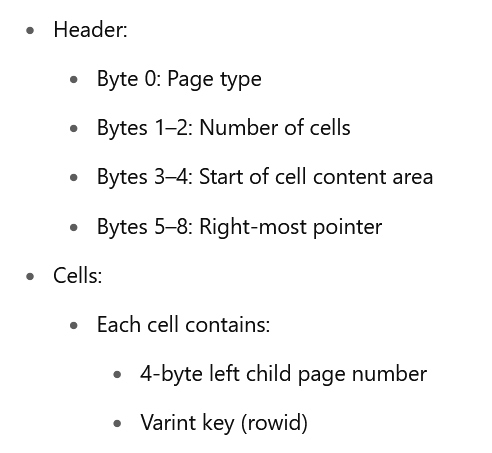 Header:
Byte 0: Page type
Bytes 1–2: Number of cells
Bytes 3–4: Start of cell content area
Bytes 5–8: Right-most pointer
Cells:
Each cell contains:
4-byte left child page number
Varint key (rowid)